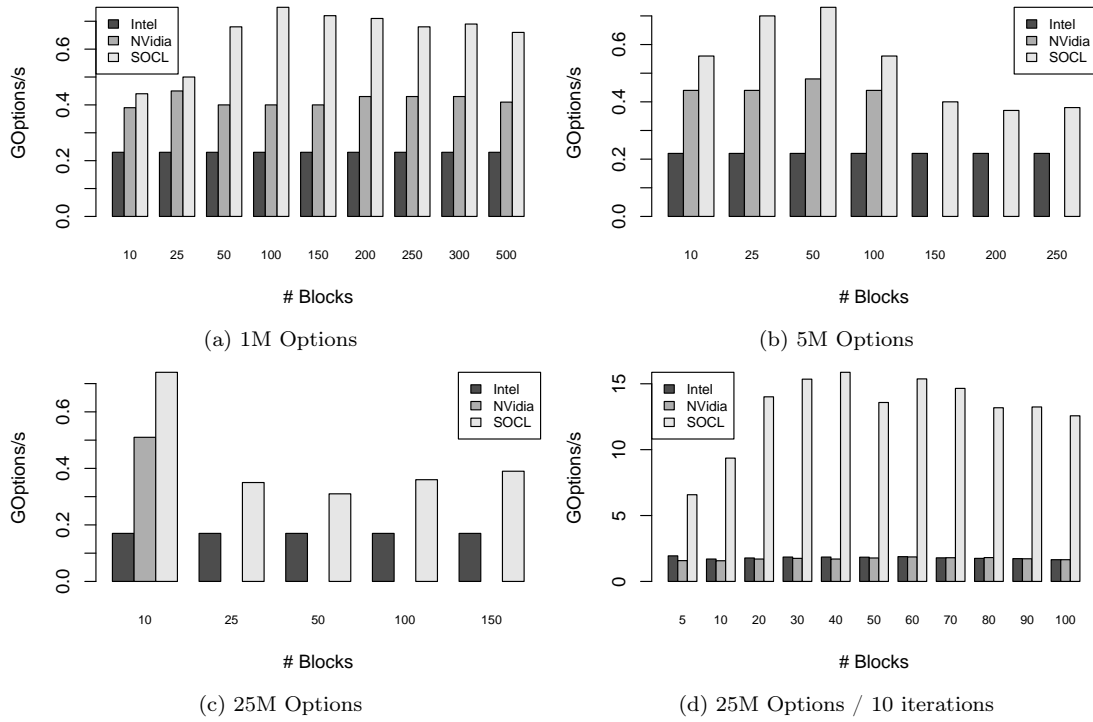 GOptions/s
0.0 0.2 0.4 0.6
Intel
NVidia
SOCL
10 25 50 100 150 200 250 300 500
# Blocks
(a) 1M Options
GOptions/s
0.0 0.2 0.4 0.6
Intel
NVidia
SOCL
10 25 50 100 150 200 250
# Blocks
(b) 5M Options
GOptions/s
0.0 0.2 0.4 0.6
Intel
NVidia
SOCL
10 25 50 100 150
# Blocks
(c) 25M Options
GOptions/s
0 5 10 15
Intel
NVidia
SOCL
5 10 20 30 40 50 60 70 80 90 100
# Blocks
(d) 25M Options / 10 iterations